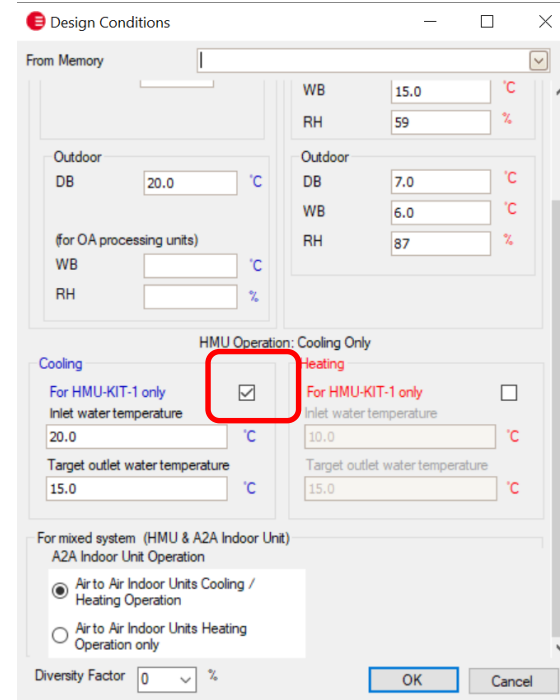 Design Conditions
From Memory
WB 15.0 °C
RH 59 %
Outdoor
DB 20.0 °C
(for OA processing units)
WB °C
RH %
Outdoor
DB 7.0 °C
WB 6.0 °C
RH 87 %
HMU Operation: Cooling Only
Cooling
For HMU-KIT-1 only
Inlet water temperature
20.0 °C
Target outlet water temperature
15.0 °C
Heating
For HMU-KIT-1 only
Inlet water temperature
10.0 °C
Target outlet water temperature
15.0 °C
For mixed system (HMU & A2A Indoor Unit)
A2A Indoor Unit Operation
Air to Air Indoor Units Cooling /
Heating Operation
Air to Air Indoor Units Heating
Operation only
Diversity Factor 0 %
OK Cancel